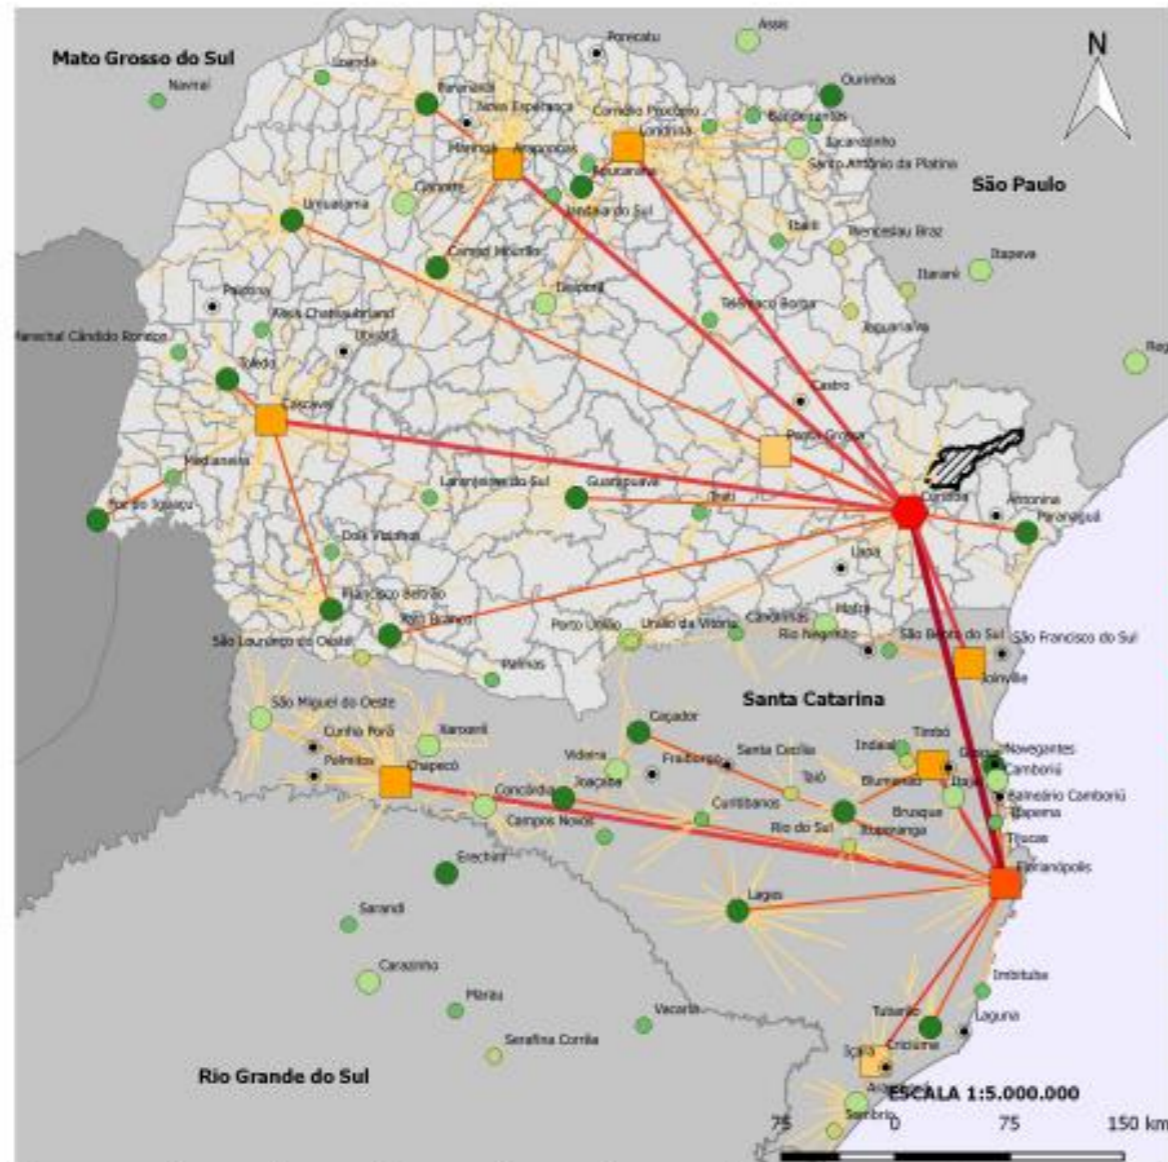 Assis
Porecatu
N
Mato Grosso do Sul
Loanda
Ourinhos
Naviraí
Paranavaí
Nova Esperança
Cornélio Procópio
Bandeirantes
Londrina
Maringá
Arapongas
Jacarezinho
Santo Antônio da Platina
Apucarana
São Paulo
Cianorte
Jandaia do Sul
Umuarama
Ibaiti
Wenceslau Braz
Campo Mourão
Itapeva
Itararé
Ivaiporã
Palotina
Telêmaco Borba
Assis Chateaubriand
Jaguariaíva
Marechal Cândido Rondon
Ubiratã
Toledo
Castro
Cascavel
Ponta Grossa
Medianeira
Laranjeiras do Sul
Guarapuava
Irati
Curitiba
Antonina
Foz do Iguaçu
Paranaguá
Dois Vizinhos
Lapa
Francisco Beltrão
Pato Branco
Mafra
Porto União
União da Vitória
Canoinhas
Rio Negrinho
São Bento do Sul
São Francisco do Sul
São Lourenço do Oeste
Palmas
Joinville
Santa Catarina
São Miguel do Oeste
Caçador
Cunha Porã
Xanxerê
Timbó
Indaial
Navegantes
Videira
Fraiburgo
Santa Cecília
Palmitos
Chapecó
Camboriú
Concórdia
Joaçaba
Taió
Blumenau
Balneário Camboriú
Curitibanos
Brusque
Itapema
Campos Novos
Rio do Sul
Ituporanga
Tijucas
Erechim
Florianópolis
Lages
Sarandi
Carazinho
Imbituba
Marau
Vacaria
Tubarão
Laguna
Serafina Corrêa
Içara
Criciúma
Rio Grande do Sul
ESCALA 1:5.000.000
Sombrio
75
0
75
150 km